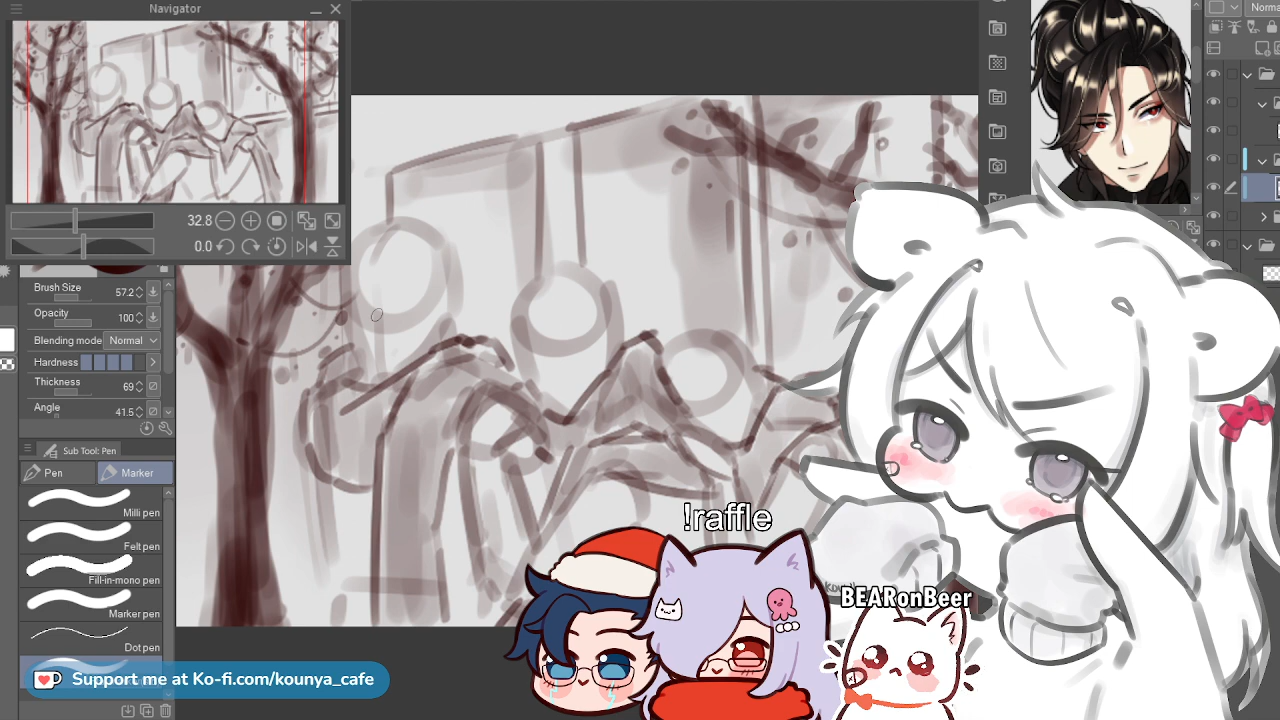 Navigator
32.8
0.0
Norma
Brush Size
57.2
Opacity
100
Blending mode
Normal
Hardness
Thickness
69
Angle
41.5
Sub Tool: Pen
Pen
Marker
Milli pen
Felt pen
Fill-in-mono pen
Marker pen
Dot pen
!raffle
BEARonBeer
Support me at Ko-fi.com/kounya_cafe